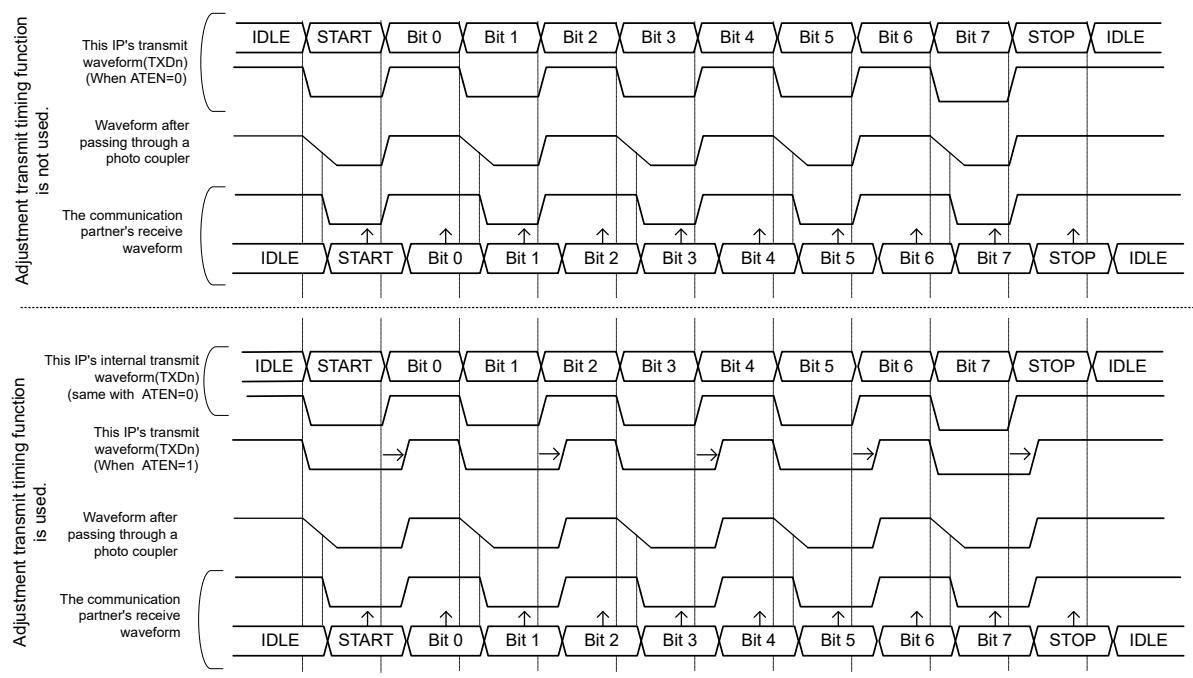 Adjustment transmit timing function
is not used.
This IP's transmit
waveform(TXDn)
(When ATEN=0)
IDLE START Bit 0 Bit 1 Bit 2 Bit 3 Bit 4 Bit 5 Bit 6 Bit 7 STOP IDLE
Waveform after
passing through a
photo coupler
The communication
partner's receive
waveform
IDLE START Bit 0 Bit 1 Bit 2 Bit 3 Bit 4 Bit 5 Bit 6 Bit 7 STOP IDLE
Adjustment transmit timing function
is used.
This IP's internal transmit
waveform(TXDn)
(same with ATEN=0)
IDLE START Bit 0 Bit 1 Bit 2 Bit 3 Bit 4 Bit 5 Bit 6 Bit 7 STOP IDLE
This IP's transmit
waveform(TXDn)
(When ATEN=1)
Waveform after
passing through a
photo coupler
The communication
partner's receive
waveform
IDLE START Bit 0 Bit 1 Bit 2 Bit 3 Bit 4 Bit 5 Bit 6 Bit 7 STOP IDLE